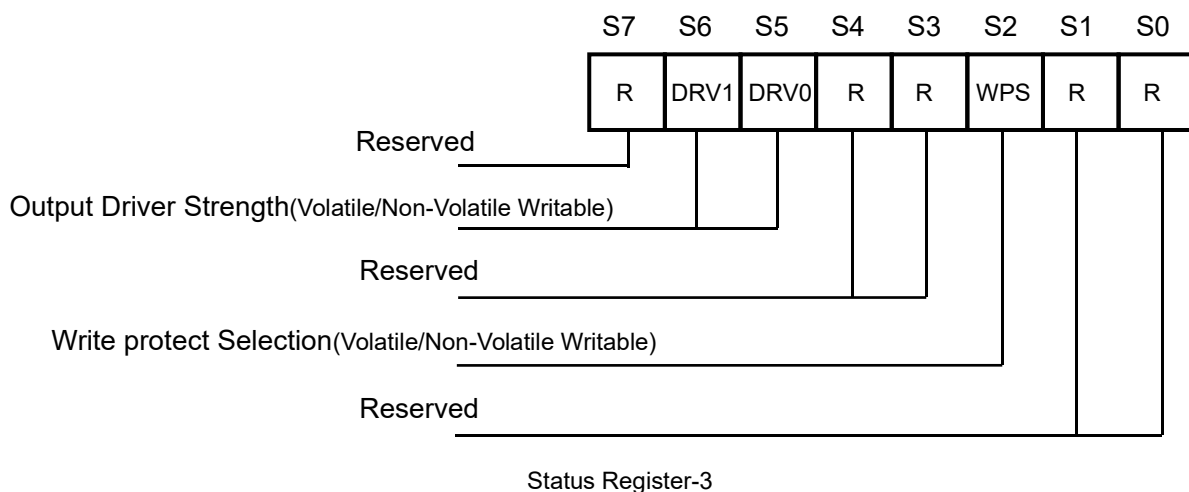 S7 S6 S5 S4 S3 S2 S1 S0
R DRV1 DRV0 R R WPS R R
Reserved
Output Driver Strength(Volatile/Non-Volatile Writable)
Reserved
Write protect Selection(Volatile/Non-Volatile Writable)
Reserved
Status Register-3